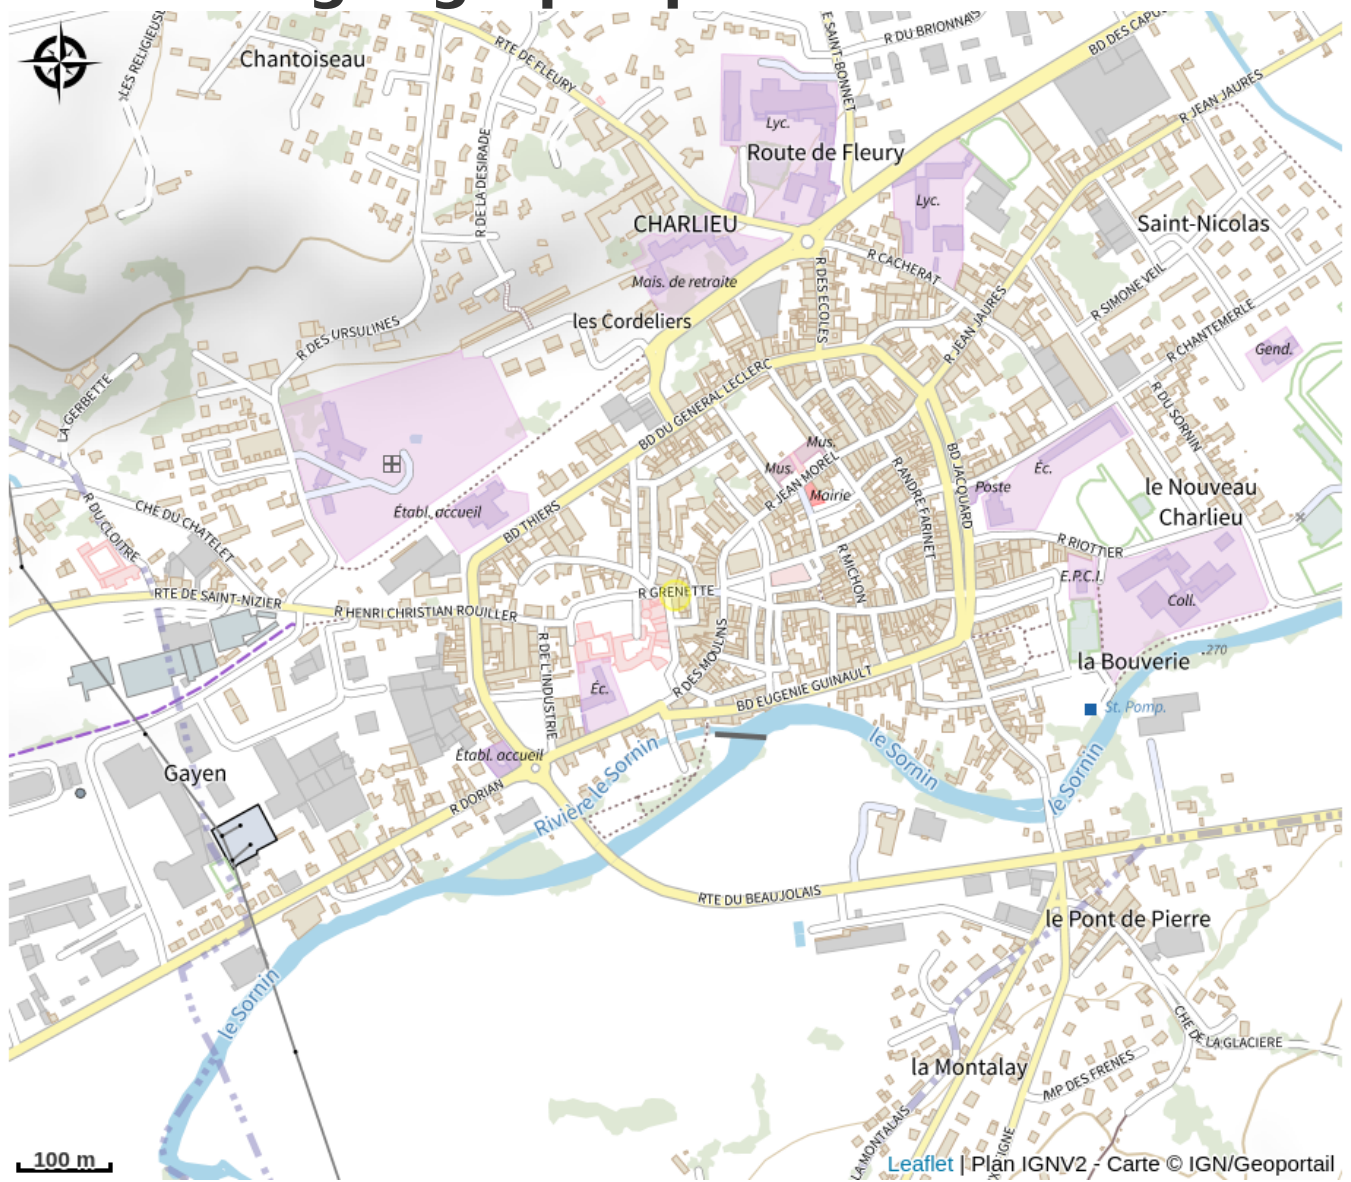 Chantoiseau
LES RELIGIEUSES
RTE DE FLEURY
R DU BRIONNAIS
E SAINT-BONNET
BD DES CAPU
R JEAN JAURES
R DE LA DESIRADE
Lyc.
Route de Fleury
Lyc.
CHARLIEU
Saint-Nicolas
R CACHERAT
Mais. de retraite
R DES ECOLES
R SIMONE VEIL
les Cordeliers
R JEAN JAURES
R CHANTEMERLE
R DES URSULINES
Gend.
LA GERBETTE
BD DU GENERAL LECLERC
R DU SORNIN
Mus.
Mus.
R JEAN MOREL
Mairie
R ANDRE FARINET
BD JACQUARD
Éc.
Poste
le Nouveau
Charlieu
Établ. accueil
BD THIERS
R DU CLOITRE
CHE DU CHATELET
R RIOTTIER
R MICHON
E.P.C.I.
Coll.
RTE DE SAINT-NIZIER
R HENRI CHRISTIAN ROUILLER
R GRENETTE
R DE L'INDUSTRIE
R DES MOULINS
la Bouverie
.270
Éc.
BD EUGENIE GUINAULT
St. Pomp.
Établ. accueil
Gayen
le Sornin
le Sornin
R DORIAN
Rivière le Sornin
RTE DU BEAUJOLAIS
le Pont de Pierre
le Sornin
CHE DE LA GLACIERE
la Montalay
IMP DES FRENES
LA MONTALAIS
100 m
Leaflet | Plan IGNV2 - Carte © IGN/Geoportail